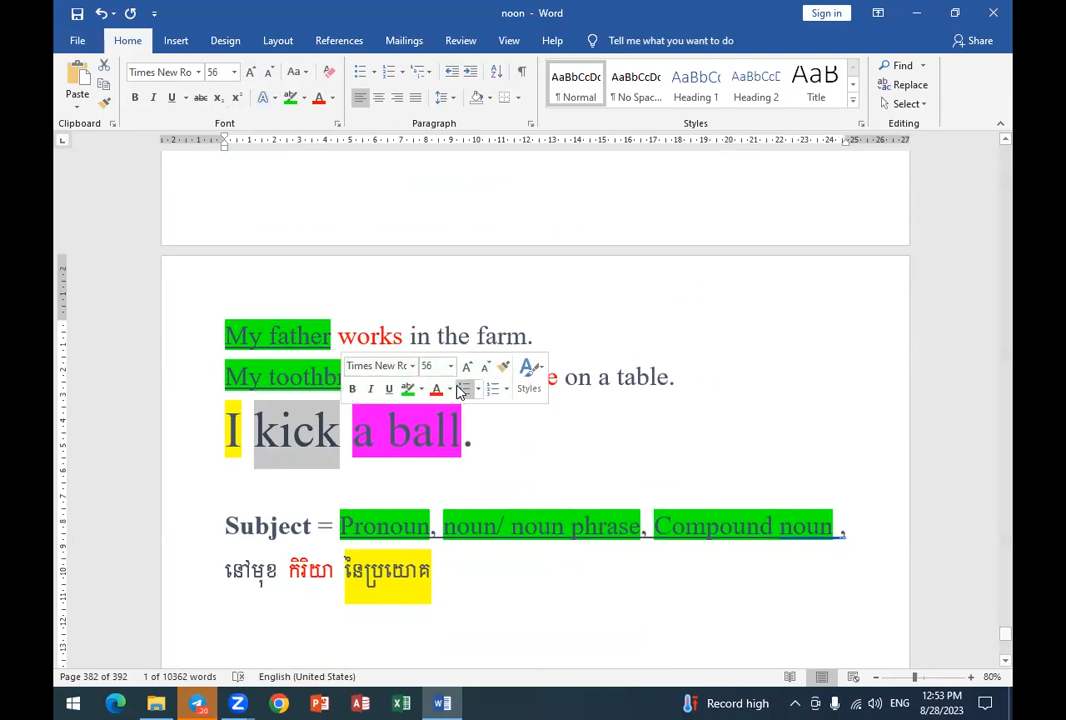 noon - Word
Sign in
File Home Insert Design Layout References Mailings Review View Help Tell me what you want to do Share
Paste
Times New Ro 56
AaBbCcDc AaBbCcDc AaBbCc AaBbCcD AaB
¶ Normal ¶ No Spac... Heading 1 Heading 2 Title
Find
Replace
Select
Clipboard Font Paragraph Styles Editing
My father works in the farm.
Times New Ro 56
Styles
My toothb e on a table.
I kick a ball.
Subject = Pronoun, noun/ noun phrase, Compound noun ,
នៅមុខ កិរិយា នៃប្រយោគ
Page 382 of 392 1 of 10362 words English (United States) 80%
Record high ENG 12:53 PM
8/28/2023